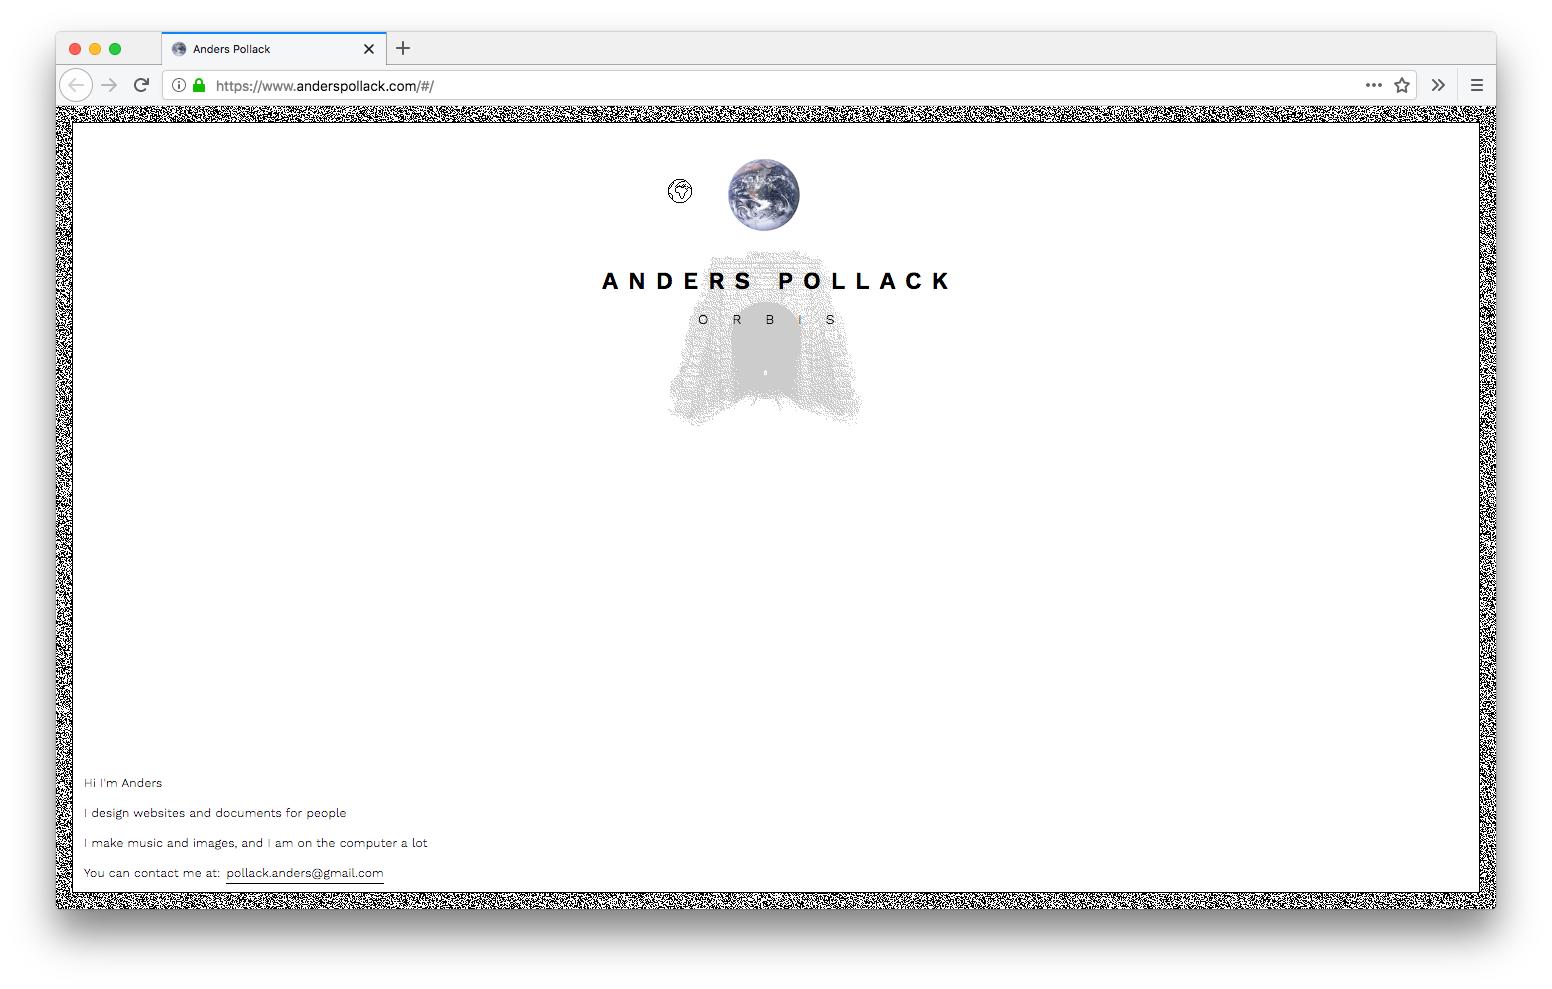 Anders Pollack
https://www.anderspollack.com/#/
ANDERS POLLACK
ORBIS
Hi I'm Anders
I design websites and documents for people
I make music and images, and I am on the computer a lot
You can contact me at: pollack.anders@gmail.com